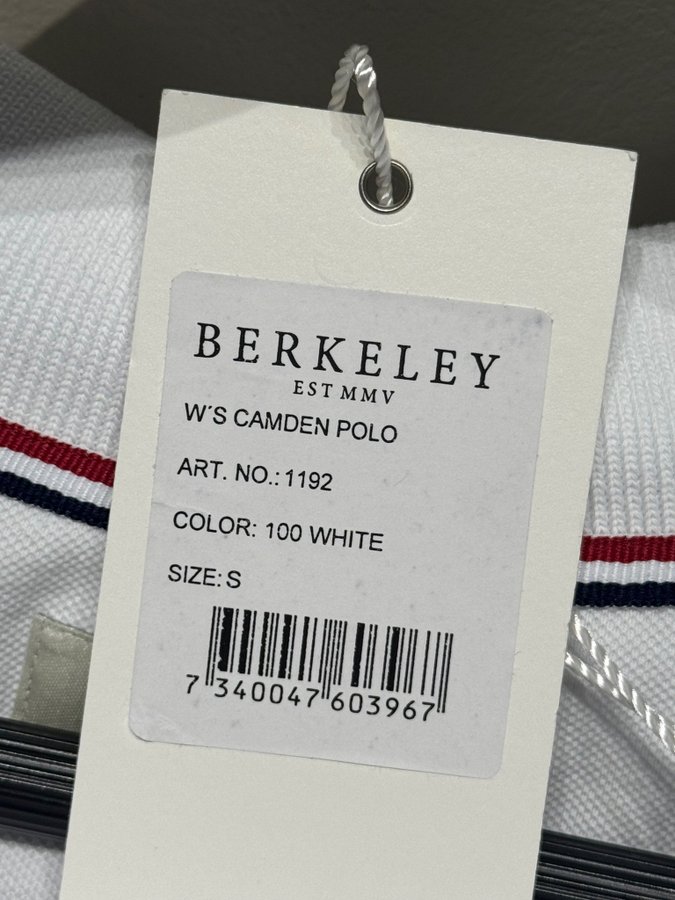 BERKELEY
EST MMV
W´S CAMDEN POLO
ART. NO.: 1192
COLOR: 100 WHITE
SIZE: S
7 340047 603967